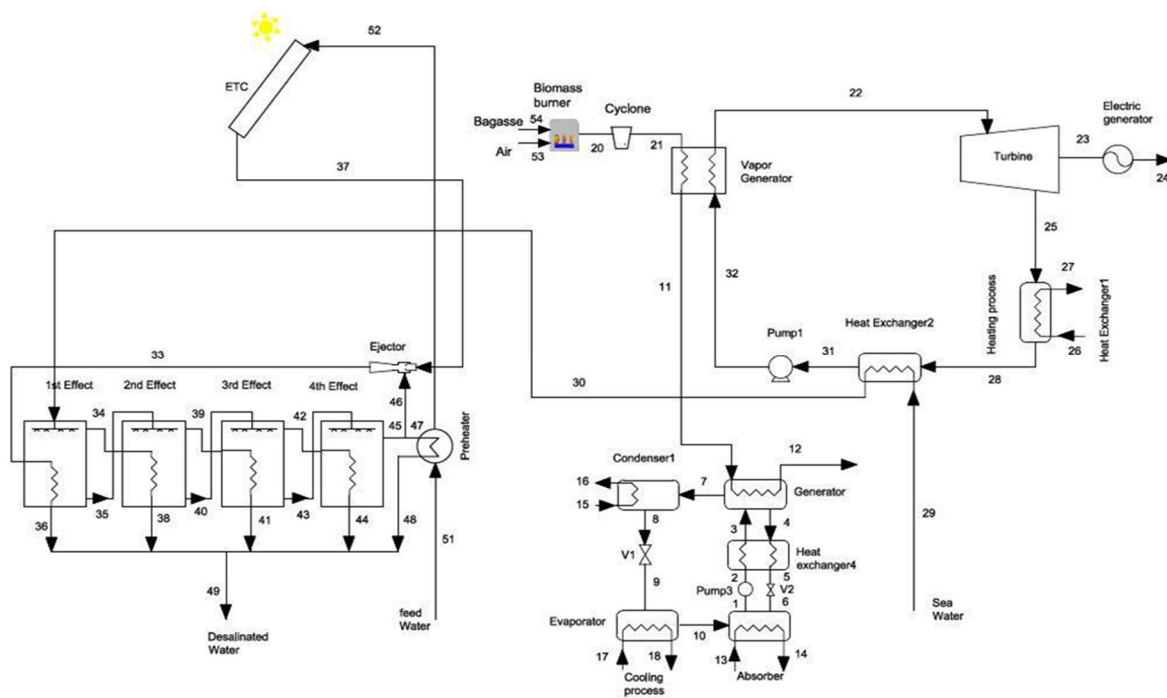 52
ETC
37
Biomass
burner
Cyclone
Bagasse
54
Air
53
20
21
Vapor
Generator
22
Turbine
23
Electric
generator
24
25
27
26
Heat Exchanger1
Heating process
28
Heat Exchanger2
31
Pump1
32
11
30
33
Ejector
46
1st Effect
2nd Effect
3rd Effect
4th Effect
34
39
42
45
47
Preheater
35
40
43
36
38
41
44
48
51
49
Desalinated
Water
feed
Water
Condenser1
16
15
7
12
Generator
8
3
4
V1
Heat
exchanger4
9
2
5
Pump3
V2
1
6
Evaporator
10
17
18
13
14
Cooling
process
Absorber
29
Sea
Water